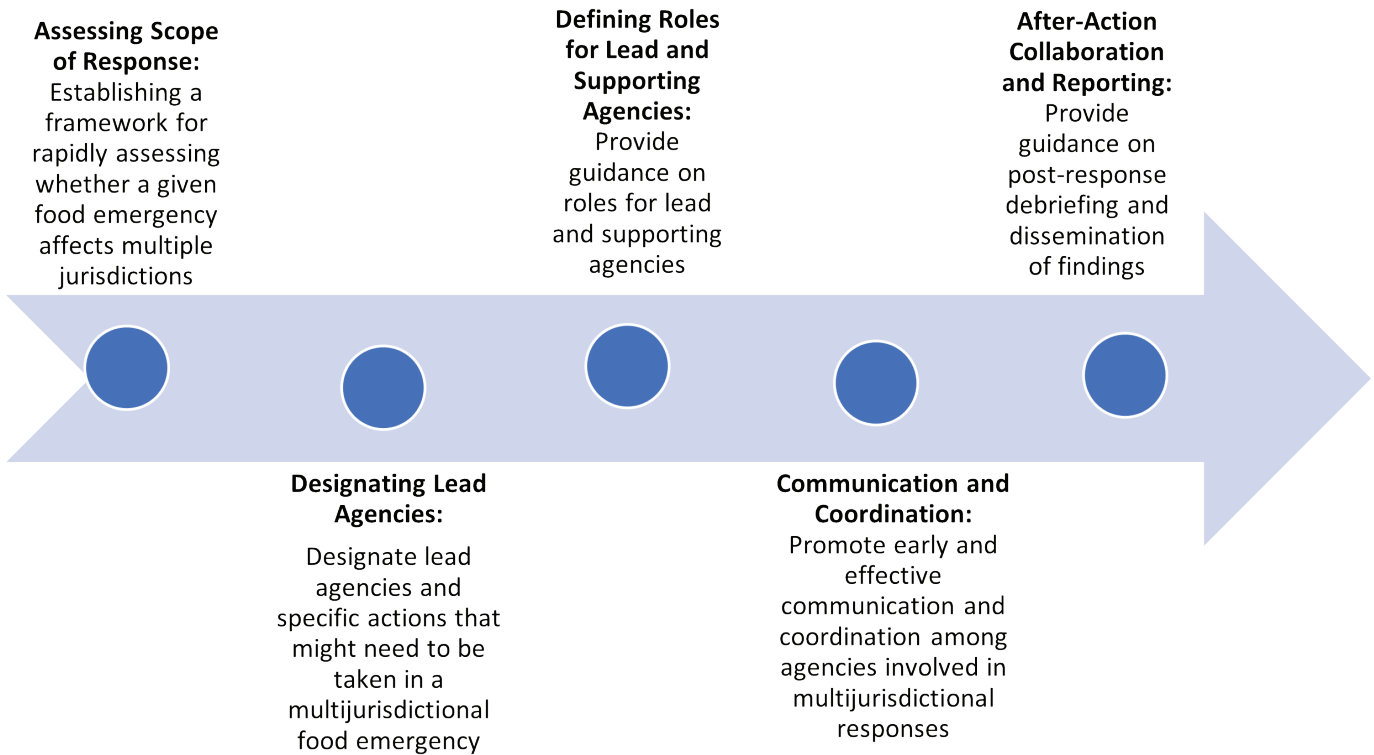 Assessing Scope
of Response:
Establishing a
framework for
rapidly assessing
whether a given
food emergency
affects multiple
jurisdictions
Designating Lead
Agencies:
Designate lead
agencies and
specific actions that
might need to be
taken in a
multijurisdictional
food emergency
Defining Roles
for Lead and
Supporting
Agencies:
Provide
guidance on
roles for lead
and supporting
agencies
Communication and
Coordination:
Promote early and
effective
communication and
coordination among
agencies involved in
multijurisdictional
responses
After-Action
Collaboration
and Reporting:
Provide
guidance on
post-response
debriefing and
dissemination
of findings